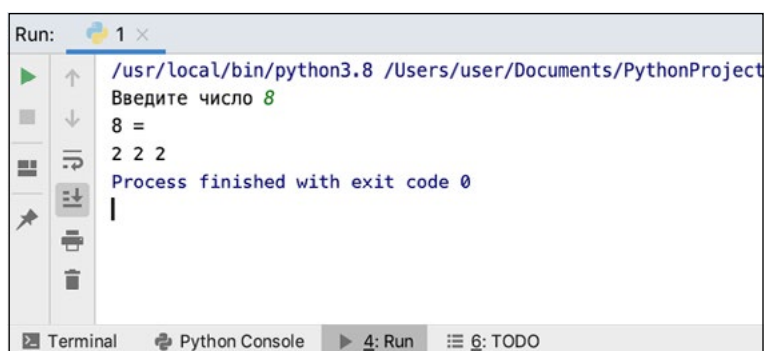 Run: 1 ×
/usr/local/bin/python3.8 /Users/user/Documents/PythonProject
Введите число 8
8 =
2 2 2
Process finished with exit code 0
Terminal Python Console 4: Run 6: TODO